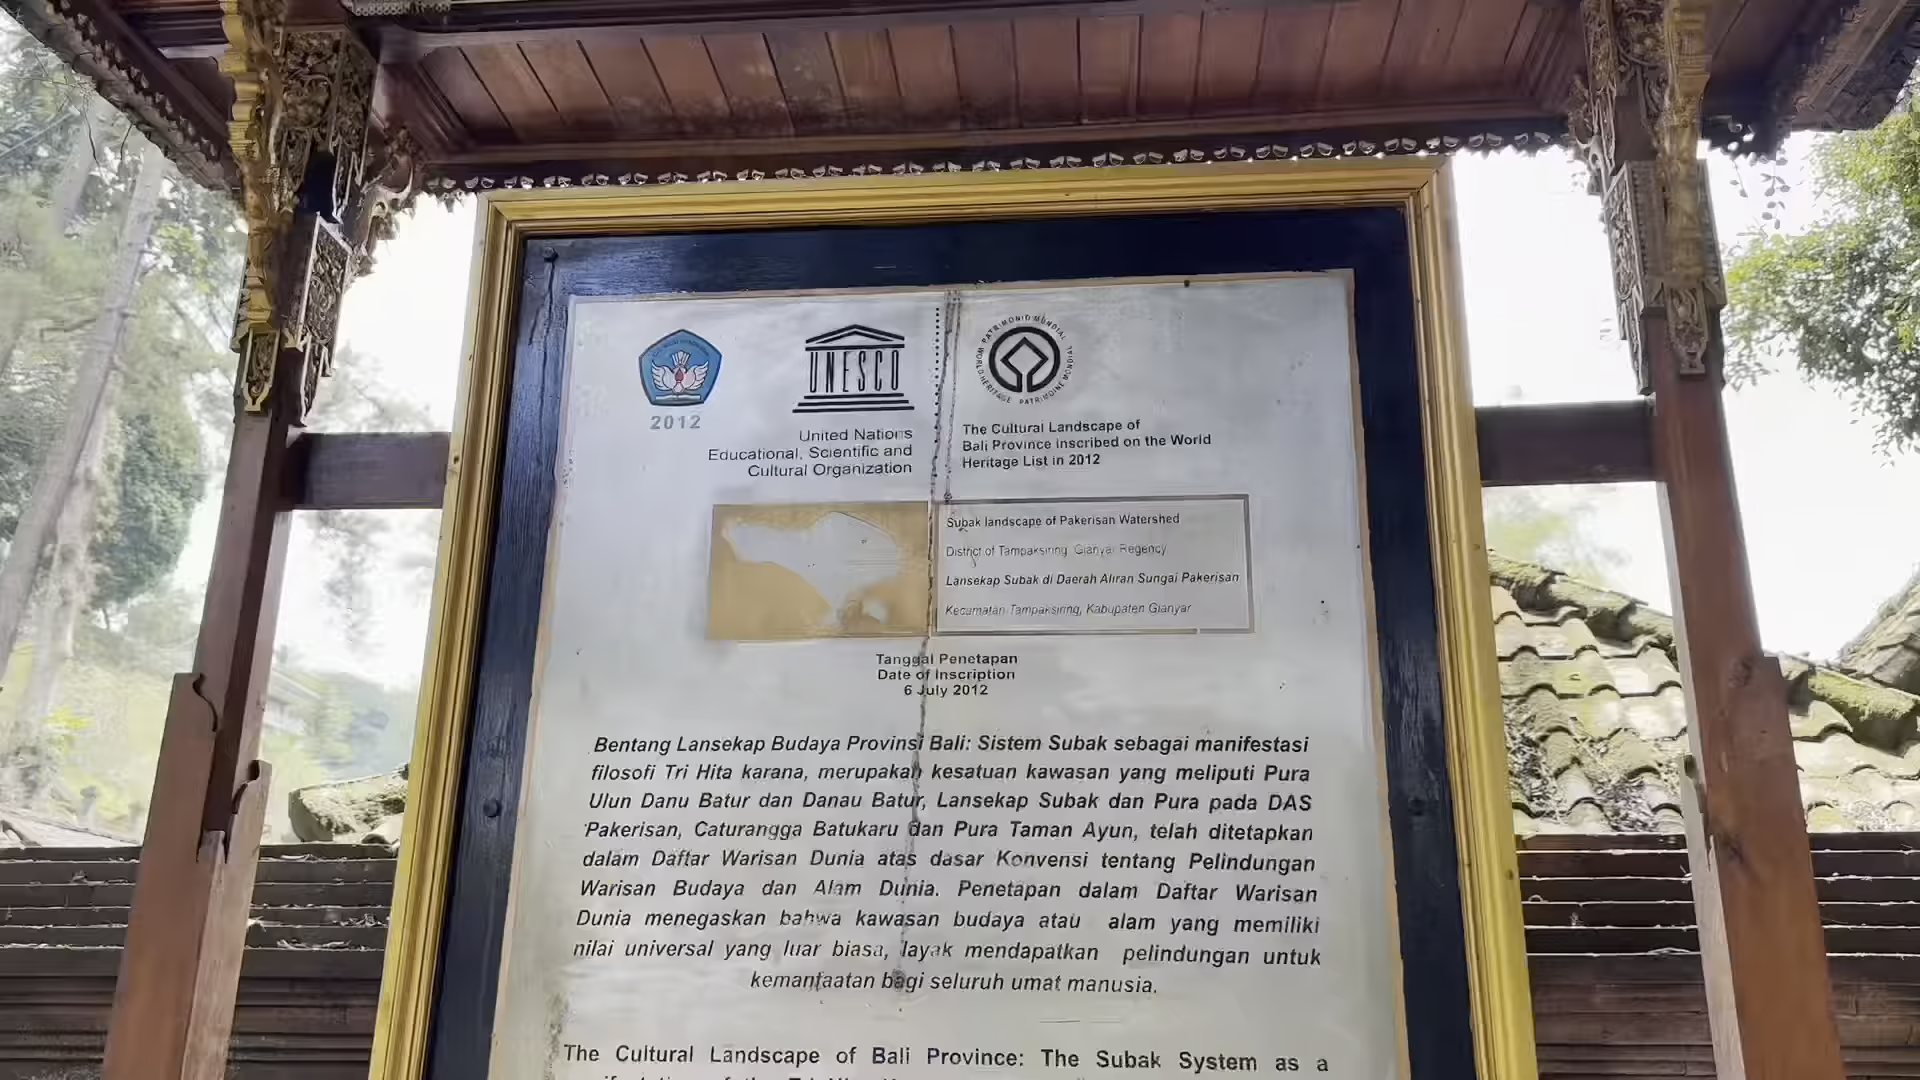 2012
UNESCO
United Nations
Educational, Scientific and
Cultural Organization
PATRIMONIO MUNDIAL
WORLD HERITAGE
PATRIMOINE MONDIAL
The Cultural Landscape of
Bali Province inscribed on the World
Heritage List in 2012
Subak landscape of Pakerisan Watershed
District of Tampaksiring, Gianyar Regency
Lansekap Subak di Daerah Aliran Sungai Pakerisan
Kecamatan Tampaksiring, Kabupaten Gianyar
Tanggal Penetapan
Date of Inscription
6 July 2012
Bentang Lansekap Budaya Provinsi Bali: Sistem Subak sebagai manifestasi
filosofi Tri Hita karana, merupakan kesatuan kawasan yang meliputi Pura
Ulun Danu Batur dan Danau Batur, Lansekap Subak dan Pura pada DAS
Pakerisan, Caturangga Batukaru dan Pura Taman Ayun, telah ditetapkan
dalam Daftar Warisan Dunia atas dasar Konvensi tentang Pelindungan
Warisan Budaya dan Alam Dunia. Penetapan dalam Daftar Warisan
Dunia menegaskan bahwa kawasan budaya atau alam yang memiliki
nilai universal yang luar biasa, layak mendapatkan pelindungan untuk
kemanfaatan bagi seluruh umat manusia.
The Cultural Landscape of Bali Province: The Subak System as a